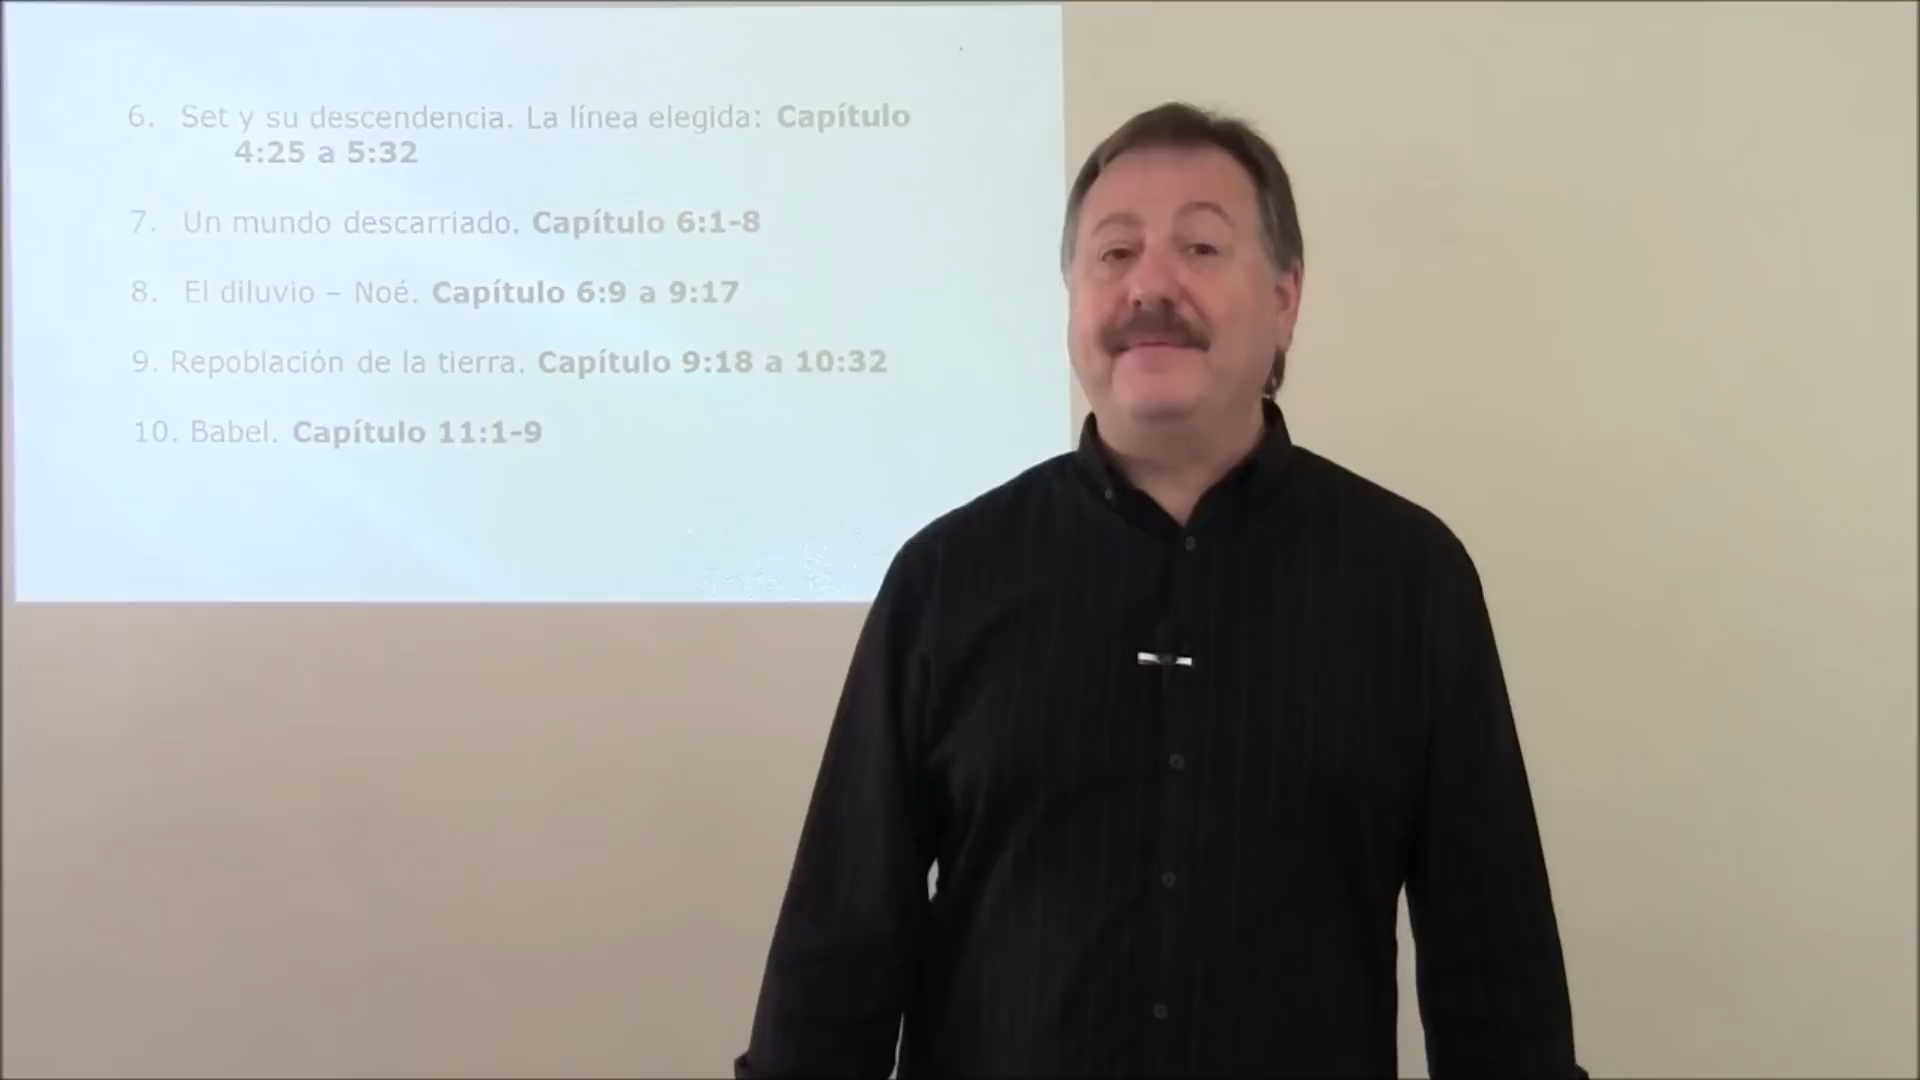 6. Set y su descendencia. La línea elegida: Capítulo
4:25 a 5:32
7. Un mundo descarriado. Capítulo 6:1-8
8. El diluvio – Noé. Capítulo 6:9 a 9:17
9. Repoblación de la tierra. Capítulo 9:18 a 10:32
10. Babel. Capítulo 11:1-9